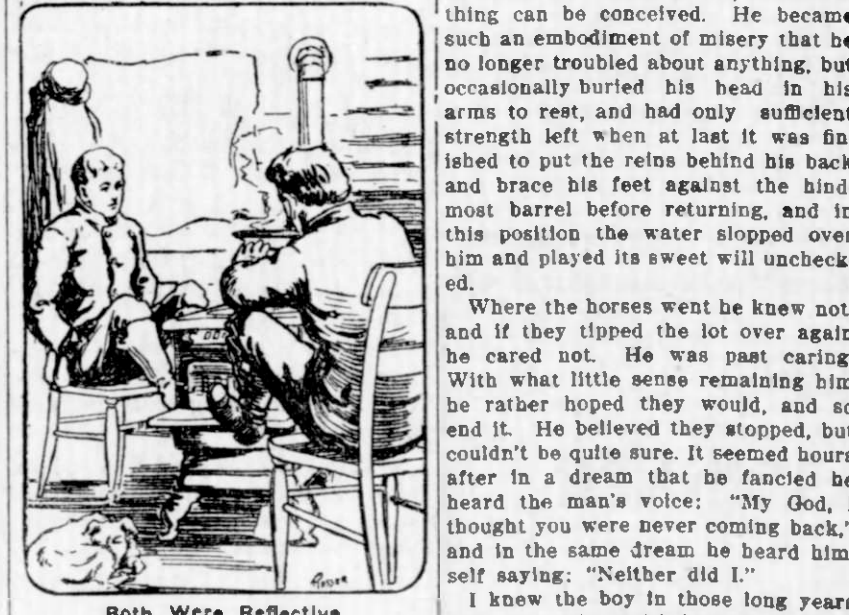 Both Were Reflective
thing can be conceived. He became
such an embodiment of misery that he
no longer troubled about anything, but
occasionally buried his head in his
arms to rest, and had only sufficient
strength left when at last it was fin
ished to put the reins behind his back
and brace his feet against the hind
most barrel before returning, and in
this position the water slopped over
him and played its sweet will uncheck
ed.
Where the horses went he knew not
and if they tipped the lot over again
he cared not. He was past caring
With what little sense remaining him
he rather hoped they would, and so
end it. He believed they stopped, but
couldn't be quite sure. It seemed hours
after in a dream that he fancied he
heard the man's voice: "My God, I
thought you were never coming back,"
and in the same dream he heard him
self saying: "Neither did I."
I knew the boy in those long years